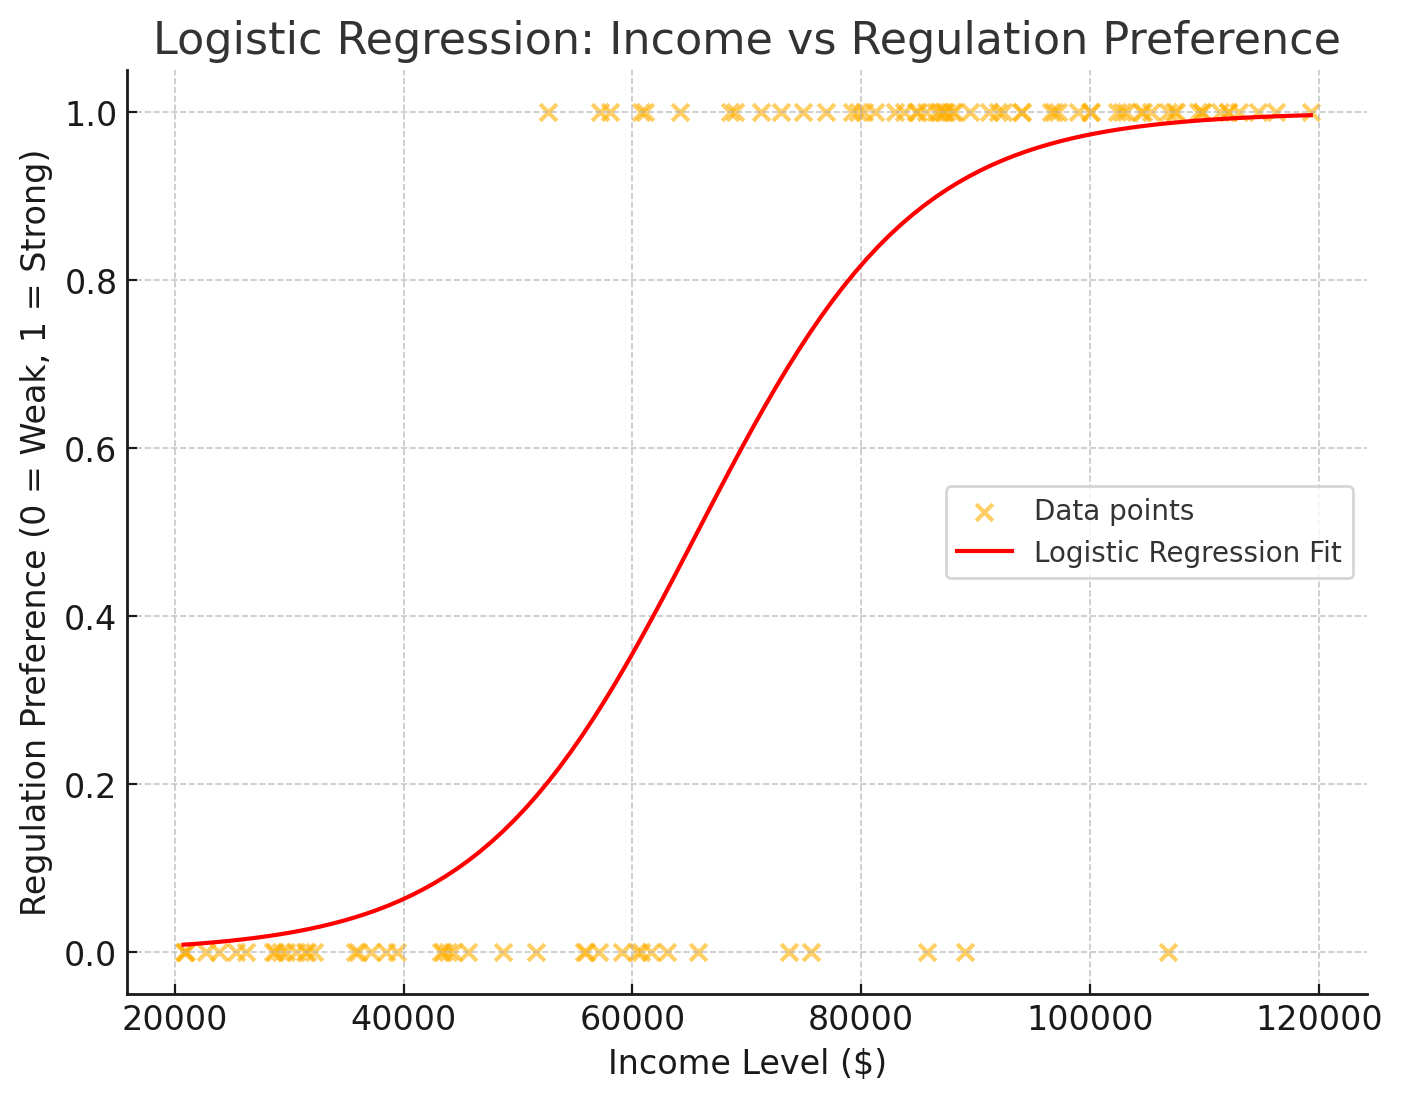 Logistic Regression: Income vs Regulation Preference
Regulation Preference (0 = Weak, 1 = Strong)
1.0
0.8
0.6
0.4
0.2
0.0
Data points
Logistic Regression Fit
20000 40000 60000 80000 100000 120000
Income Level ($)